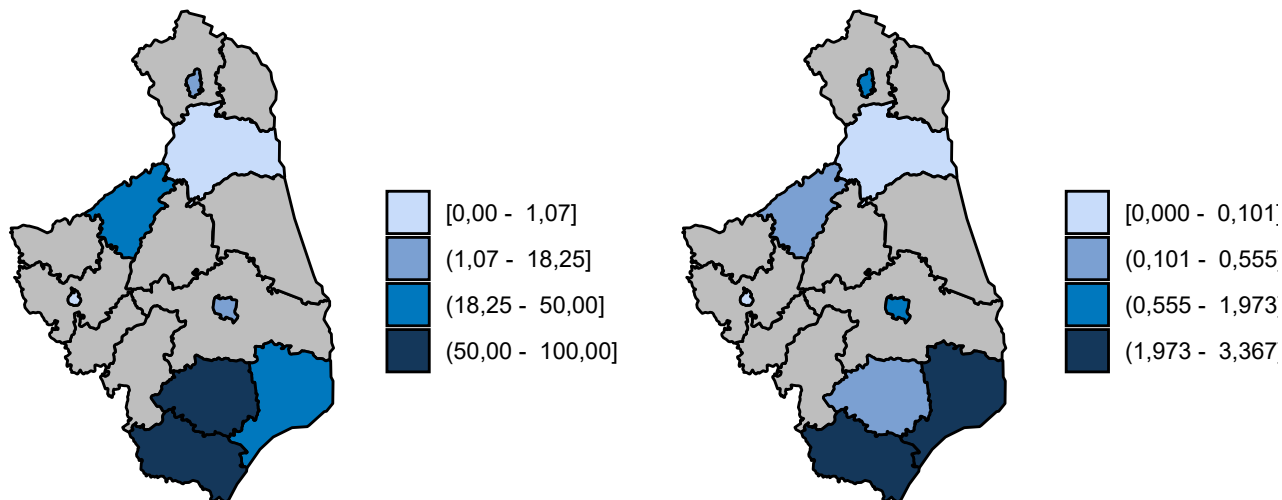 [0,00 - 1,07]
(1,07 - 18,25]
(18,25 - 50,00]
(50,00 - 100,00]
[0,000 - 0,101]
(0,101 - 0,555]
(0,555 - 1,973]
(1,973 - 3,367]